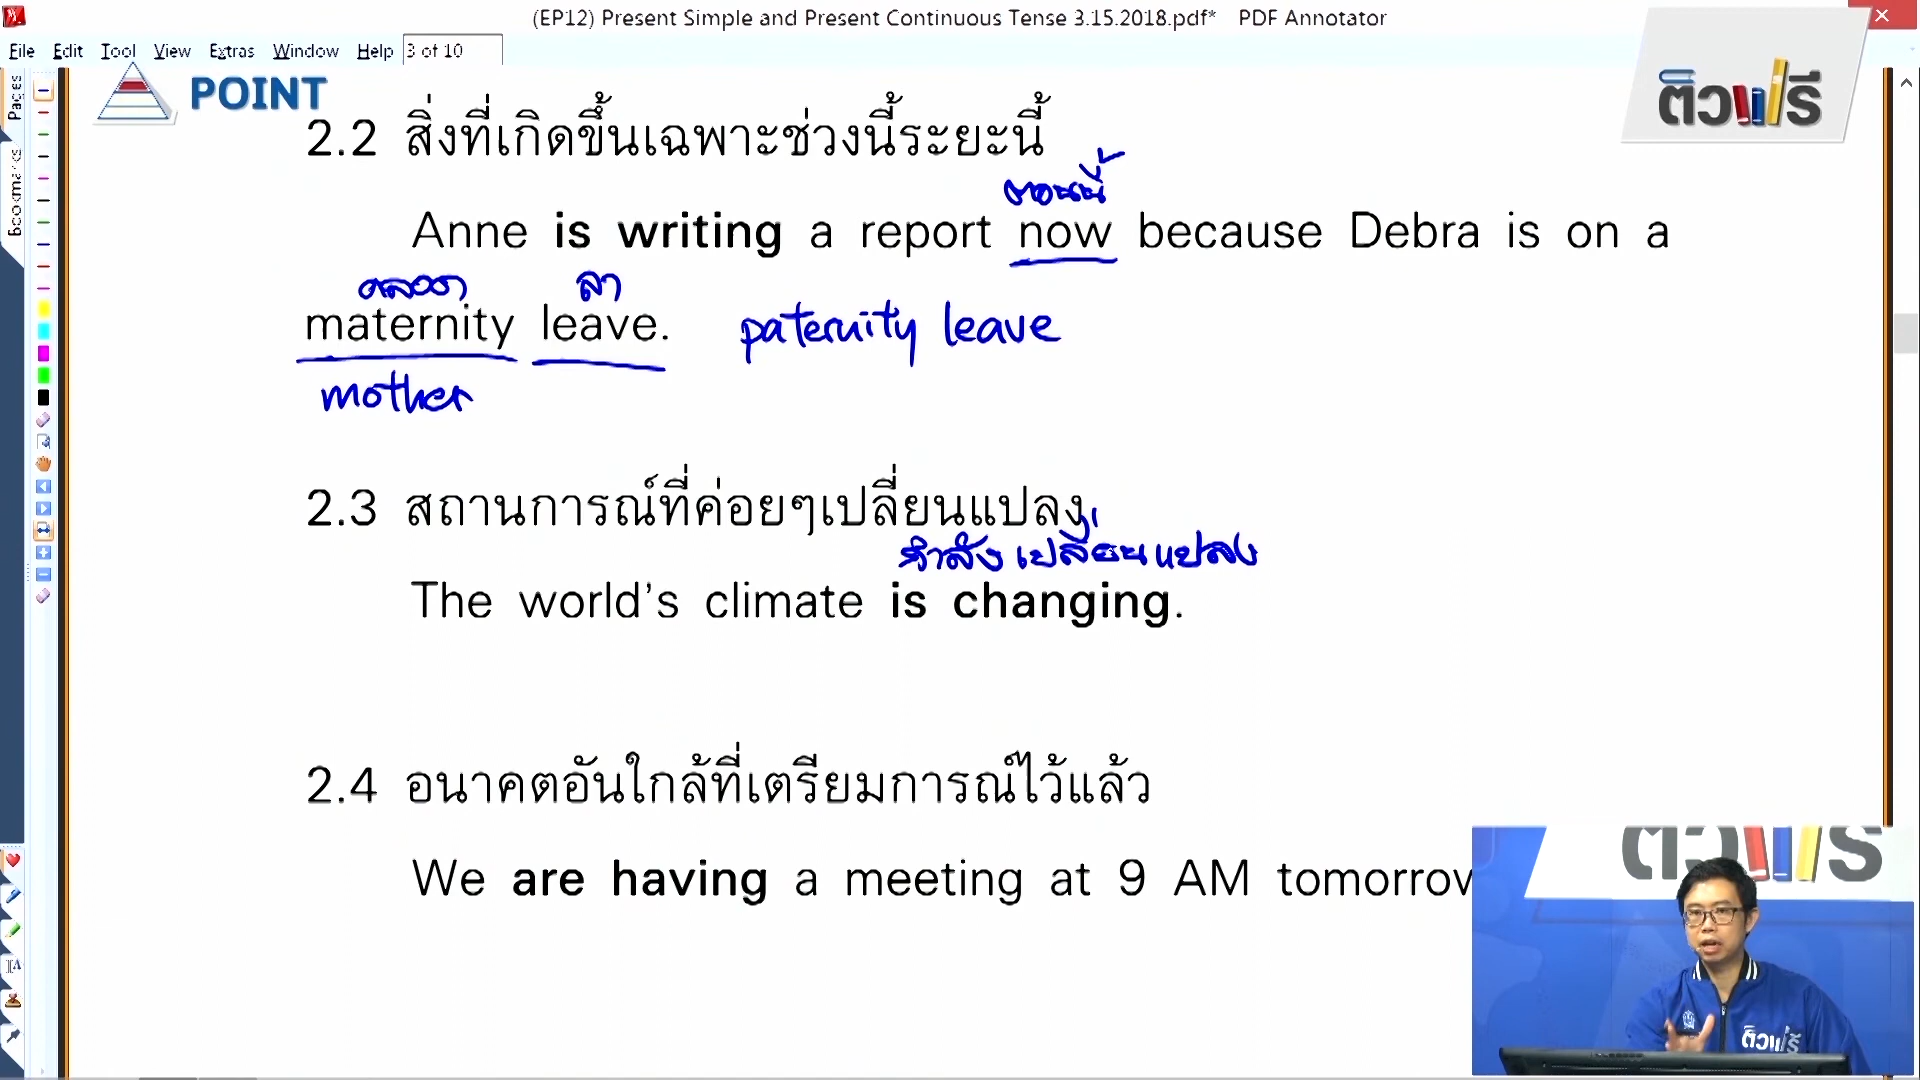 (EP12) Present Simple and Present Continuous Tense 3.15.2018.pdf* PDF Annotator
File Edit Tool View Extras Window Help 3 of 10
Pages
Bookmarks
POINT
ติวฟรี
2.2 สิ่งที่เกิดขึ้นเฉพาะช่วงนี้ระยะนี้
ตอนนี้
Anne is writing a report now because Debra is on a
คลอด ลา
maternity leave. paternity leave
mother
2.3 สถานการณ์ที่ค่อยๆเปลี่ยนแปลง
กำลัง เปลี่ยนแปลง
The world's climate is changing.
2.4 อนาคตอันใกล้ที่เตรียมการณ์ไว้แล้ว
We are having a meeting at 9 AM tomorrow
ติวฟรี
ติวฟรี